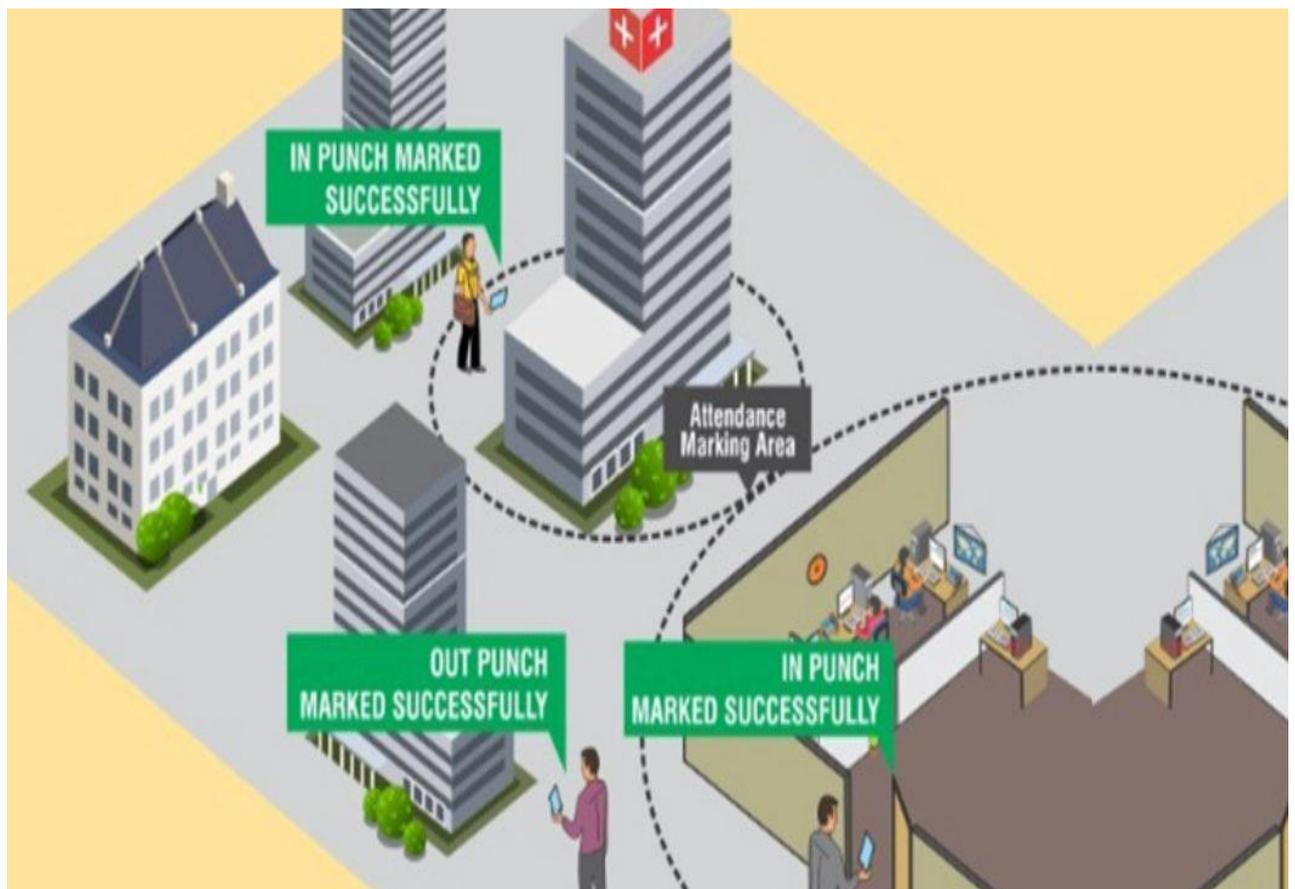 IN PUNCH MARKED
SUCCESSFULLY
Attendance
Marking Area
OUT PUNCH
MARKED SUCCESSFULLY
IN PUNCH
MARKED SUCCESSFULLY